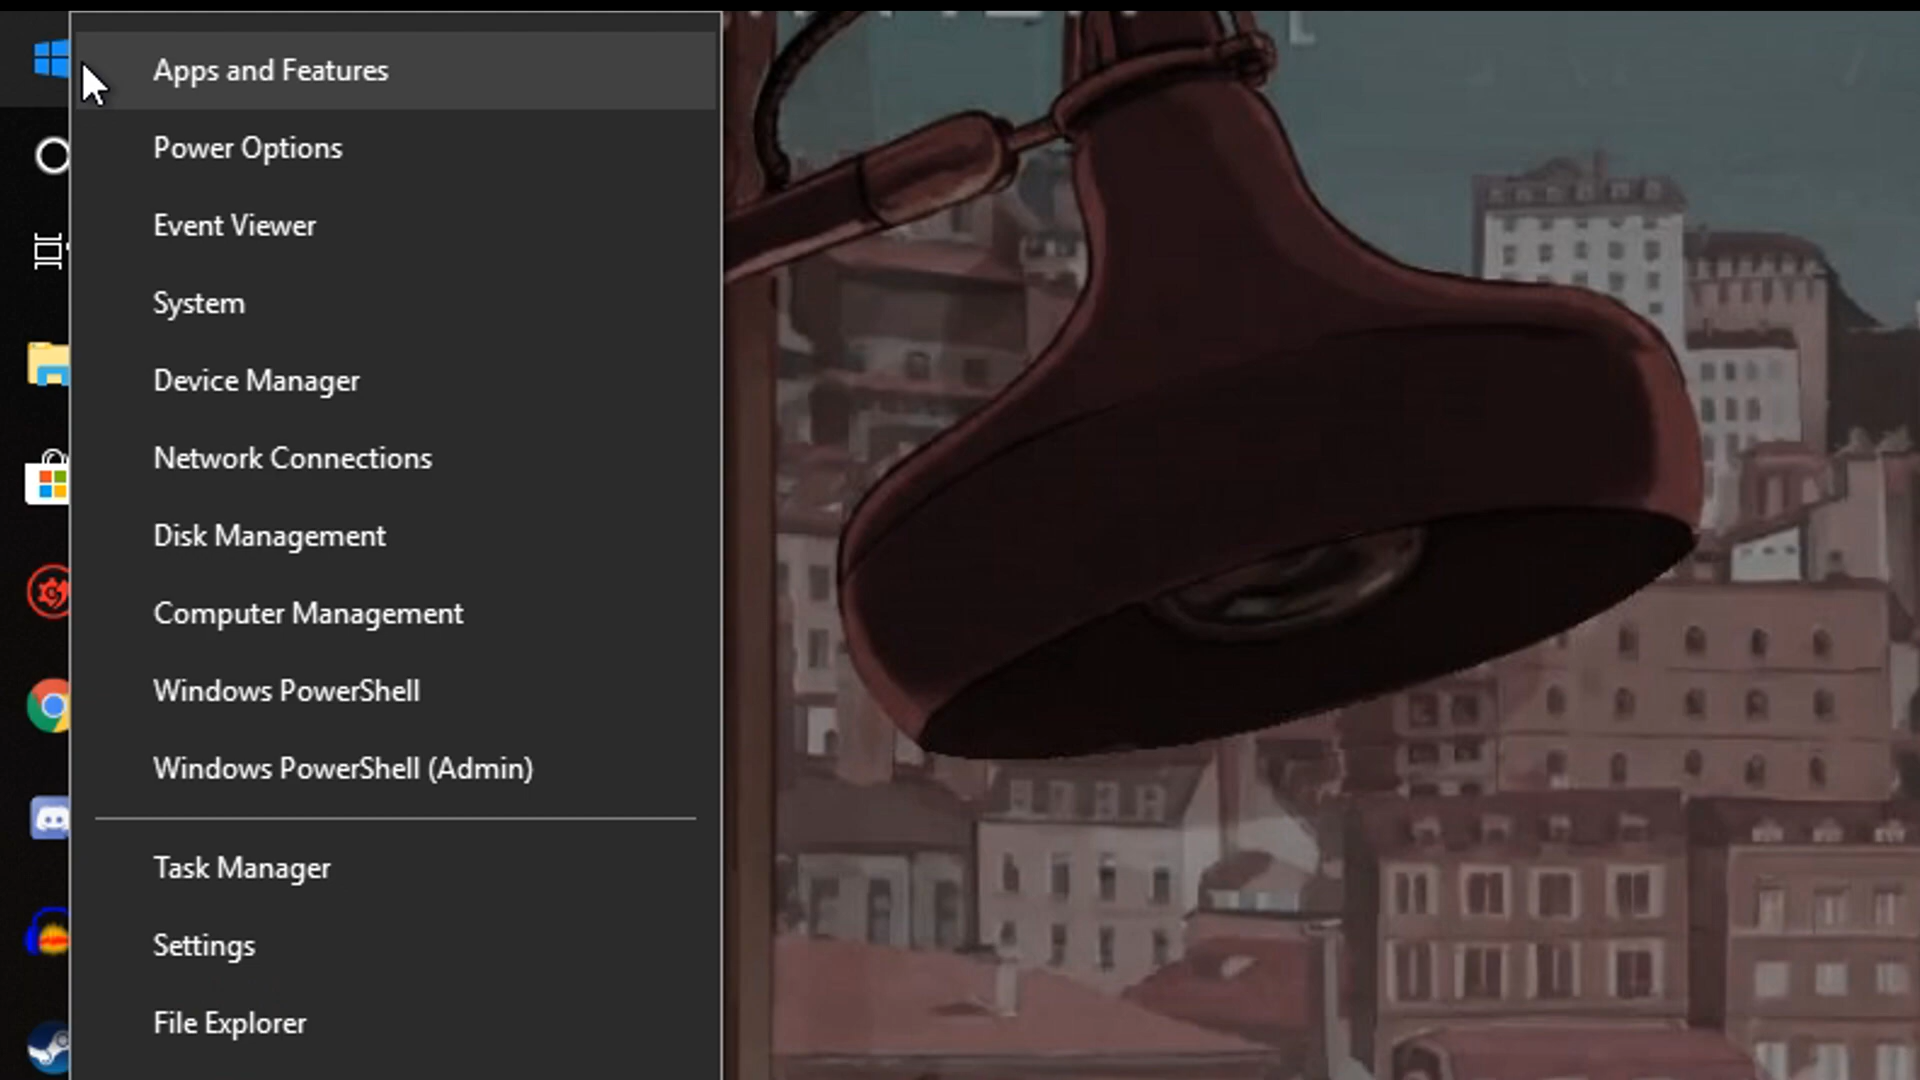 Apps and Features
Power Options
Event Viewer
System
Device Manager
Network Connections
Disk Management
Computer Management
Windows PowerShell
Windows PowerShell (Admin)
Task Manager
Settings
File Explorer